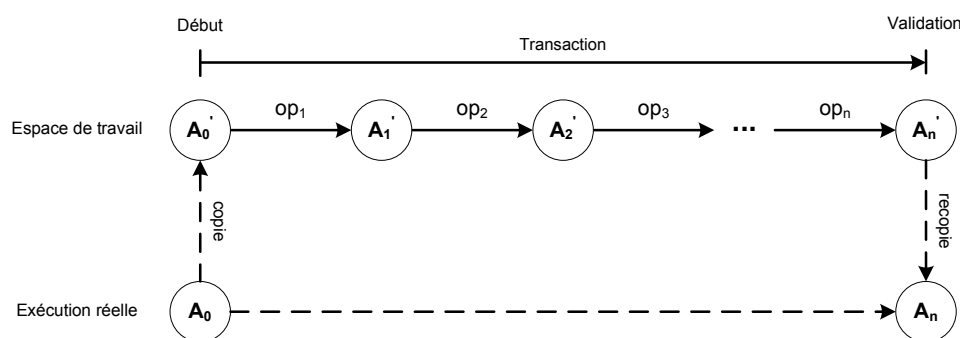 Début
Validation
Transaction
Espace de travail
A₀'
op₁
A₁'
op₂
A₂'
op₃
...
opₙ
Aₙ'
copie
recopie
Exécution réelle
A₀
Aₙ